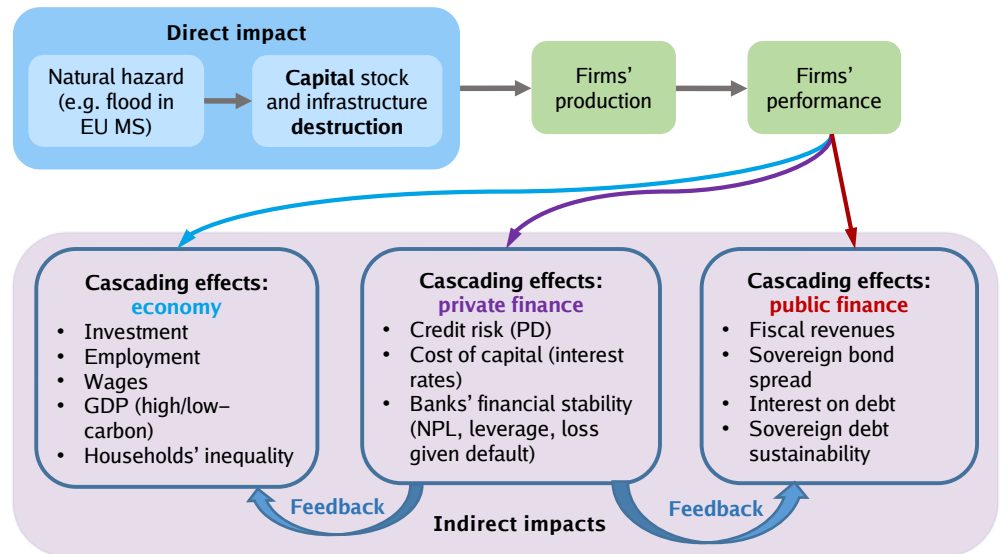 Direct impact
Natural hazard
(e.g. flood in
EU MS)
Capital stock
and infrastructure
destruction
Firms’
production
Firms’
performance
Cascading effects:
economy
• Investment
• Employment
• Wages
• GDP (high/low–
carbon)
• Households’ inequality
Cascading effects:
private finance
• Credit risk (PD)
• Cost of capital (interest
rates)
• Banks’ financial stability
(NPL, leverage, loss
given default)
Cascading effects:
public finance
• Fiscal revenues
• Sovereign bond
spread
• Interest on debt
• Sovereign debt
sustainability
Feedback
Feedback
Indirect impacts